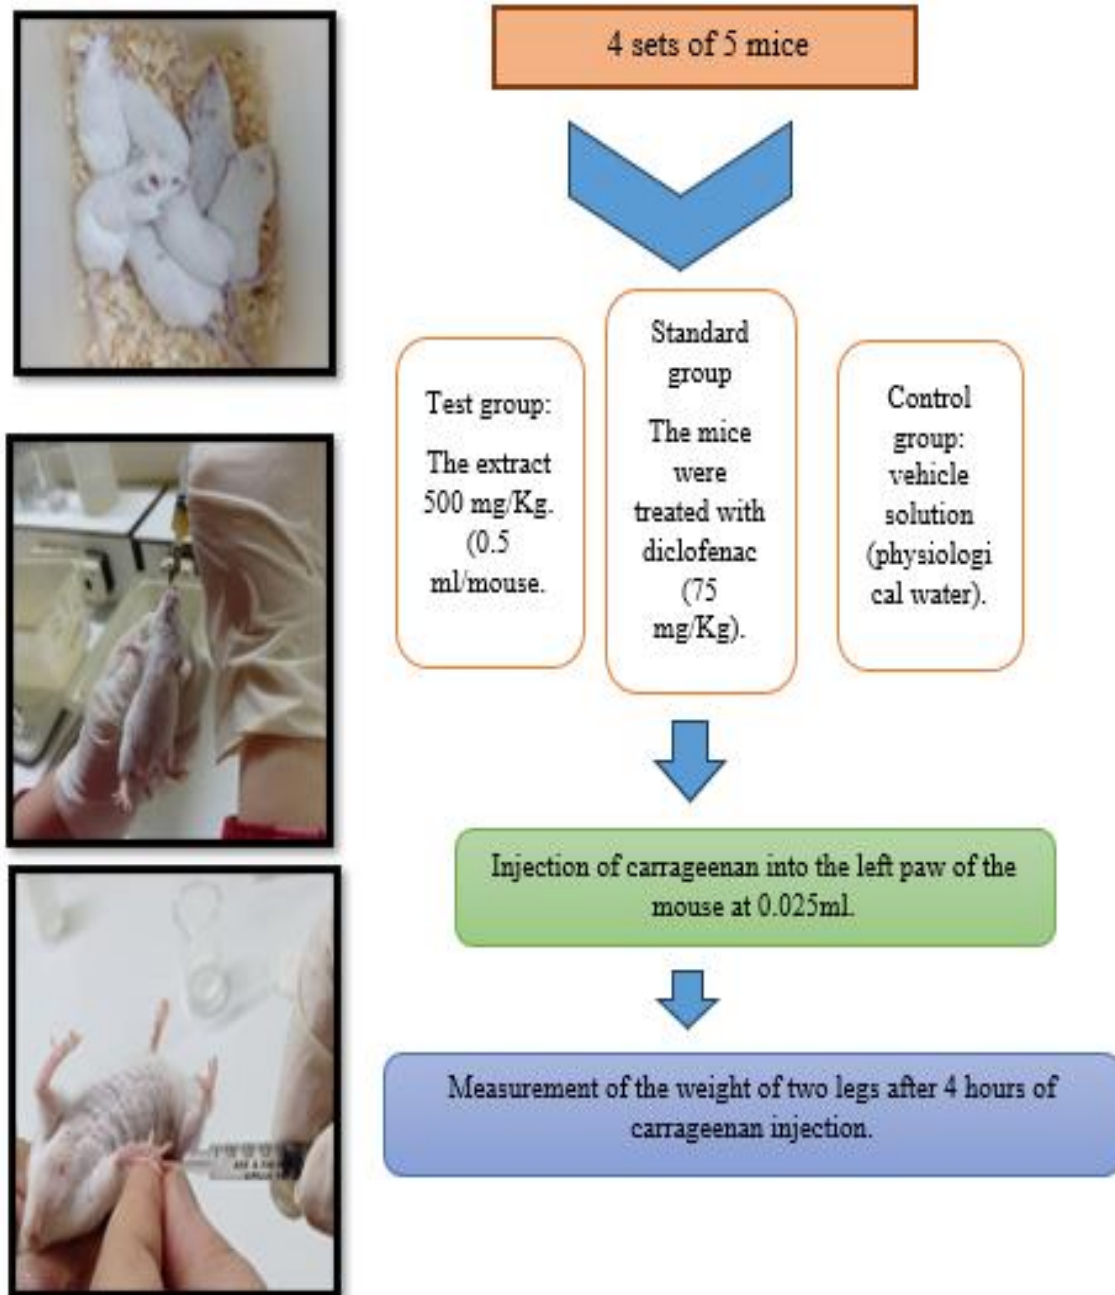 4 sets of 5 mice
Test group:
The extract
500 mg/Kg.
(0.5
ml/mouse.
Standard
group
The mice
were
treated with
diclofenac
(75
mg/Kg).
Control
group:
vehicle
solution
(physiologi
cal water).
Injection of carrageenan into the left paw of the
mouse at 0.025ml.
Measurement of the weight of two legs after 4 hours of
carrageenan injection.